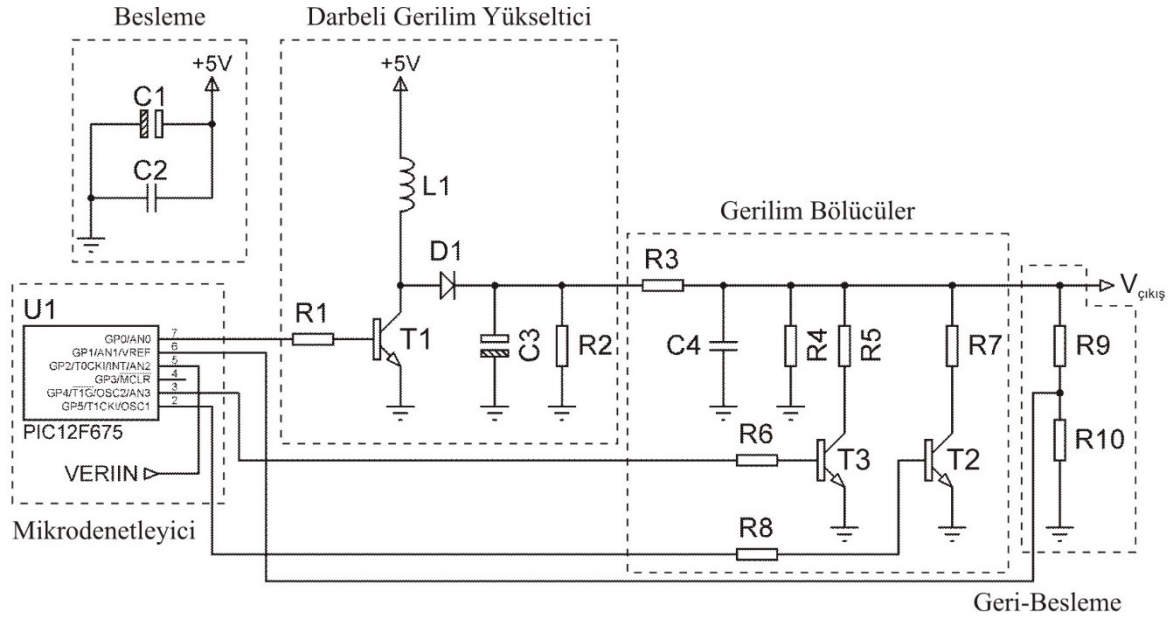 Besleme
Darbeli Gerilim Yükseltici
+5V
C1
C2
+5V
L1
D1
R1
T1
C3
R2
Gerilim Bölücüler
R3
C4
R4
R5
R7
V çıkış
R9
R10
U1
GP0/AN0
GP1/AN1/VREF
GP2/T0CKI/INT/AN2
GP3/MCLR
GP4/T1G/OSC2/AN3
GP5/T1CKI/OSC1
7
6
5
4
3
2
PIC12F675
VERIIN
Mikrodenetleyici
R6
T3
T2
R8
Geri-Besleme